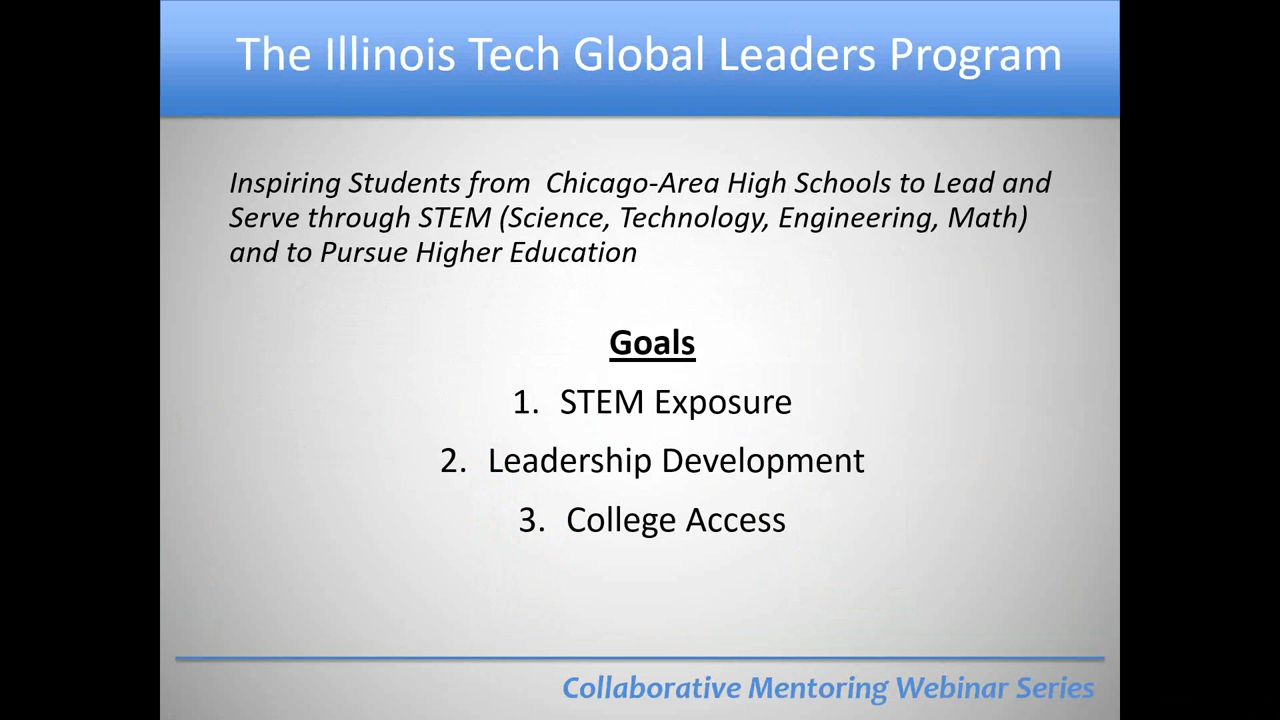 The Illinois Tech Global Leaders Program
Inspiring Students from  Chicago-Area High Schools to Lead and
Serve through STEM (Science, Technology, Engineering, Math)
and to Pursue Higher Education
Goals
1. STEM Exposure
2. Leadership Development
3. College Access
Collaborative Mentoring Webinar Series